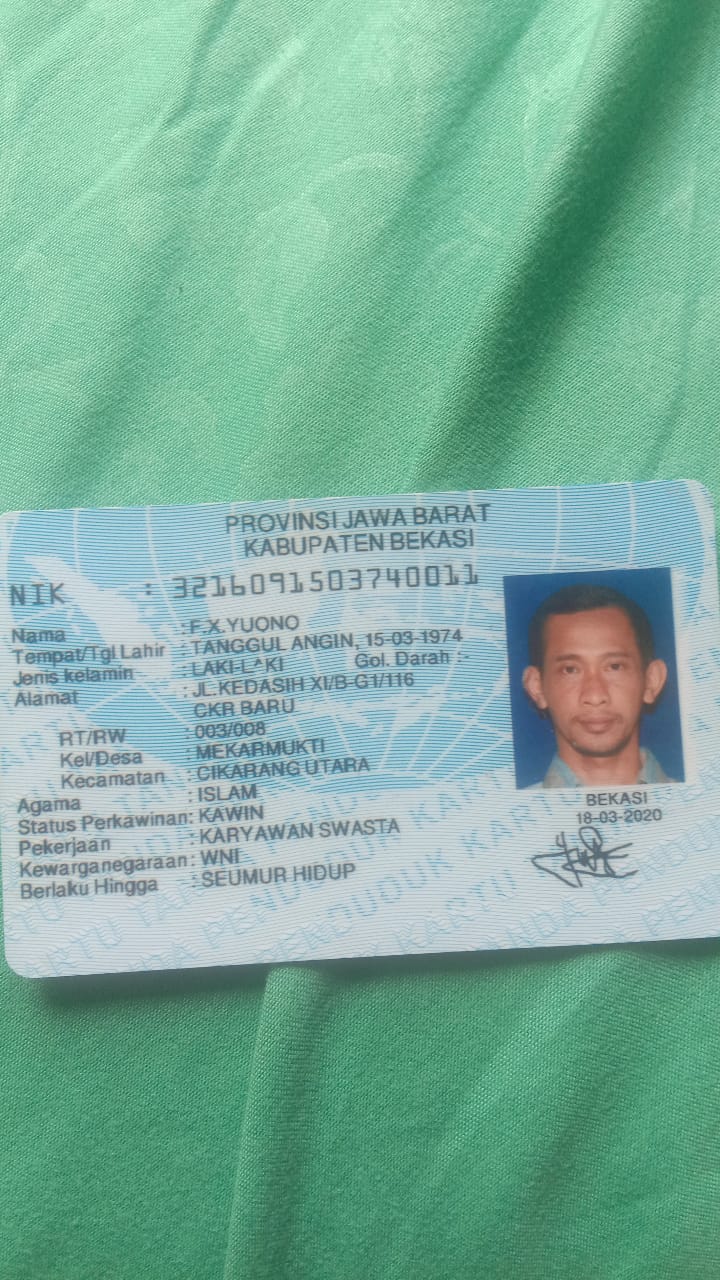 PROVINSI JAWA BARAT
KABUPATEN BEKASI
NIK : 3216091503740011
Nama : F.X.YUONO
Tempat/Tgl Lahir : TANGGUL ANGIN, 15-03-1974
Jenis kelamin : LAKI-LAKI Gol. Darah :-
Alamat : JL.KEDASIH XI/B-G1/116
CKR BARU
RT/RW : 003/008
Kel/Desa : MEKARMUKTI
Kecamatan : CIKARANG UTARA
Agama : ISLAM
Status Perkawinan: KAWIN
Pekerjaan : KARYAWAN SWASTA
Kewarganegaraan: WNI
Berlaku Hingga : SEUMUR HIDUP
BEKASI
18-03-2020